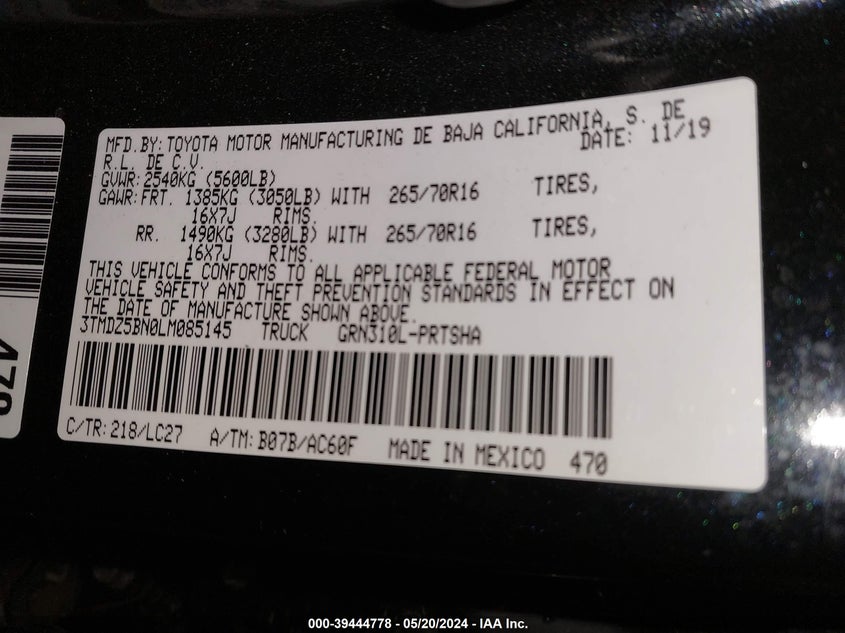 MFD.BY:TOYOTA MOTOR MANUFACTURING DE BAJA CALIFORNIA, S. DE
R.L. DE C.V. DATE: 11/19
GVWR:2540KG (5600LB)
GAWR:FRT. 1385KG (3050LB) WITH 265/70R16 TIRES,
16X7J RIMS.
RR. 1490KG (3280LB) WITH 265/70R16 TIRES,
16X7J RIMS.
THIS VEHICLE CONFORMS TO ALL APPLICABLE FEDERAL MOTOR
VEHICLE SAFETY AND THEFT PREVENTION STANDARDS IN EFFECT ON
THE DATE OF MANUFACTURE SHOWN ABOVE.
3TMDZ5BN0LM085145 TRUCK GRN310L-PRTSHA
C/TR:218/LC27 A/TM:B07B/AC60F MADE IN MEXICO 470
470
000-39444778 - 05/20/2024 - IAA Inc.